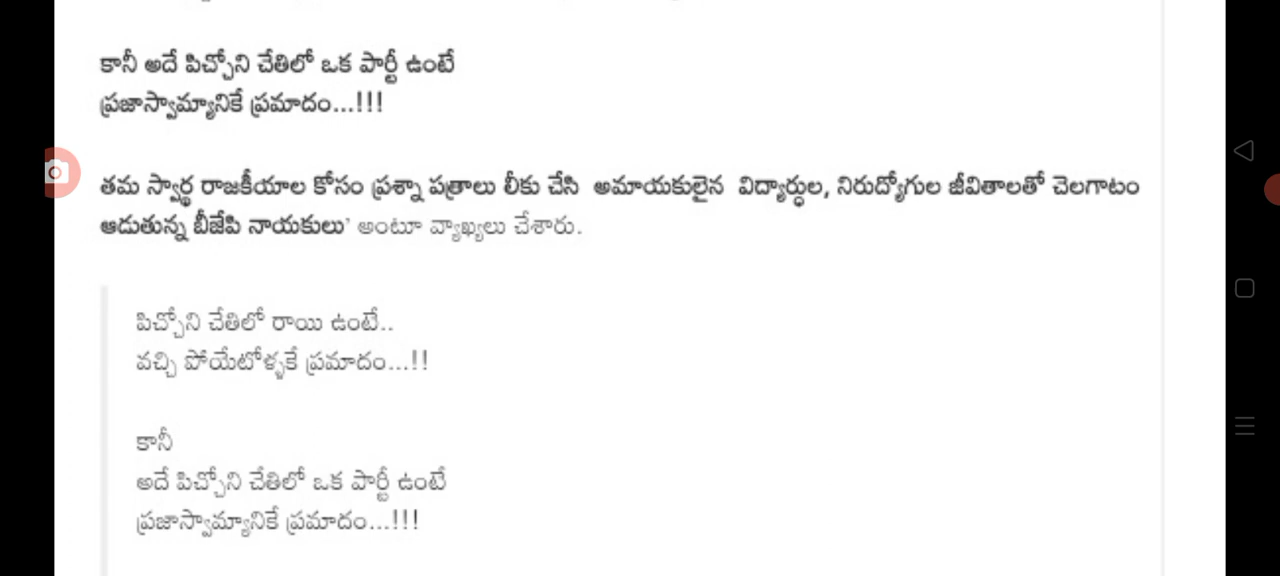 కానీ అదే పిచ్చోని చేతిలో ఒక పార్టీ ఉంటే
ప్రజాస్వామ్యానికే ప్రమాదం...!!!
తమ స్వార్థ రాజకీయాల కోసం ప్రశ్నా పత్రాలు లీకు చేసి అమాయకులైన విద్యార్ధుల, నిరుద్యోగుల జీవితాలతో చెలగాటం
ఆడుతున్న బీజేపి నాయకులు' అంటూ వ్యాఖ్యలు చేశారు.
పిచ్చోని చేతిలో రాయి ఉంటే..
వచ్చి పోయేటోళ్ళకే ప్రమాదం...!!
కానీ
అదే పిచ్చోని చేతిలో ఒక పార్టీ ఉంటే
ప్రజాస్వామ్యానికే ప్రమాదం...!!!